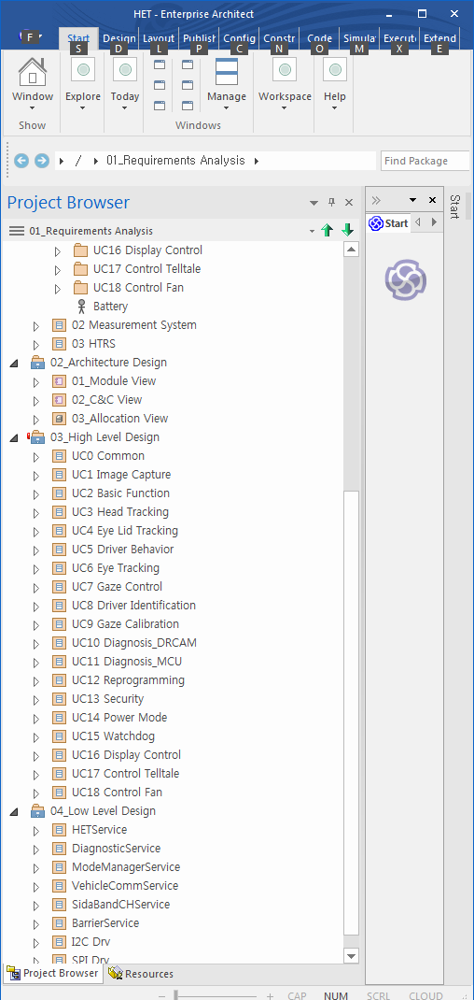 HET - Enterprise Architect
F
Start Design Layout Publish Config Constr Code Simula Execute Extend
S D L P C N O M X E
Window Explore Today Manage Workspace Help
Show Windows
/ 01_Requirements Analysis Find Package
Project Browser
01_Requirements Analysis
Start
Start
UC16 Display Control
UC17 Control Telltale
UC18 Control Fan
Battery
02 Measurement System
03 HTRS
02_Architecture Design
01_Module View
02_C&C View
03_Allocation View
03_High Level Design
UC0 Common
UC1 Image Capture
UC2 Basic Function
UC3 Head Tracking
UC4 Eye Lid Tracking
UC5 Driver Behavior
UC6 Eye Tracking
UC7 Gaze Control
UC8 Driver Identification
UC9 Gaze Calibration
UC10 Diagnosis_DRCAM
UC11 Diagnosis_MCU
UC12 Reprogramming
UC13 Security
UC14 Power Mode
UC15 Watchdog
UC16 Display Control
UC17 Control Telltale
UC18 Control Fan
04_Low Level Design
HETService
DiagnosticService
ModeManagerService
VehicleCommService
SidaBandCHService
BarrierService
I2C Drv
SPI Drv
Project Browser Resources
CAP NUM SCRL CLOUD